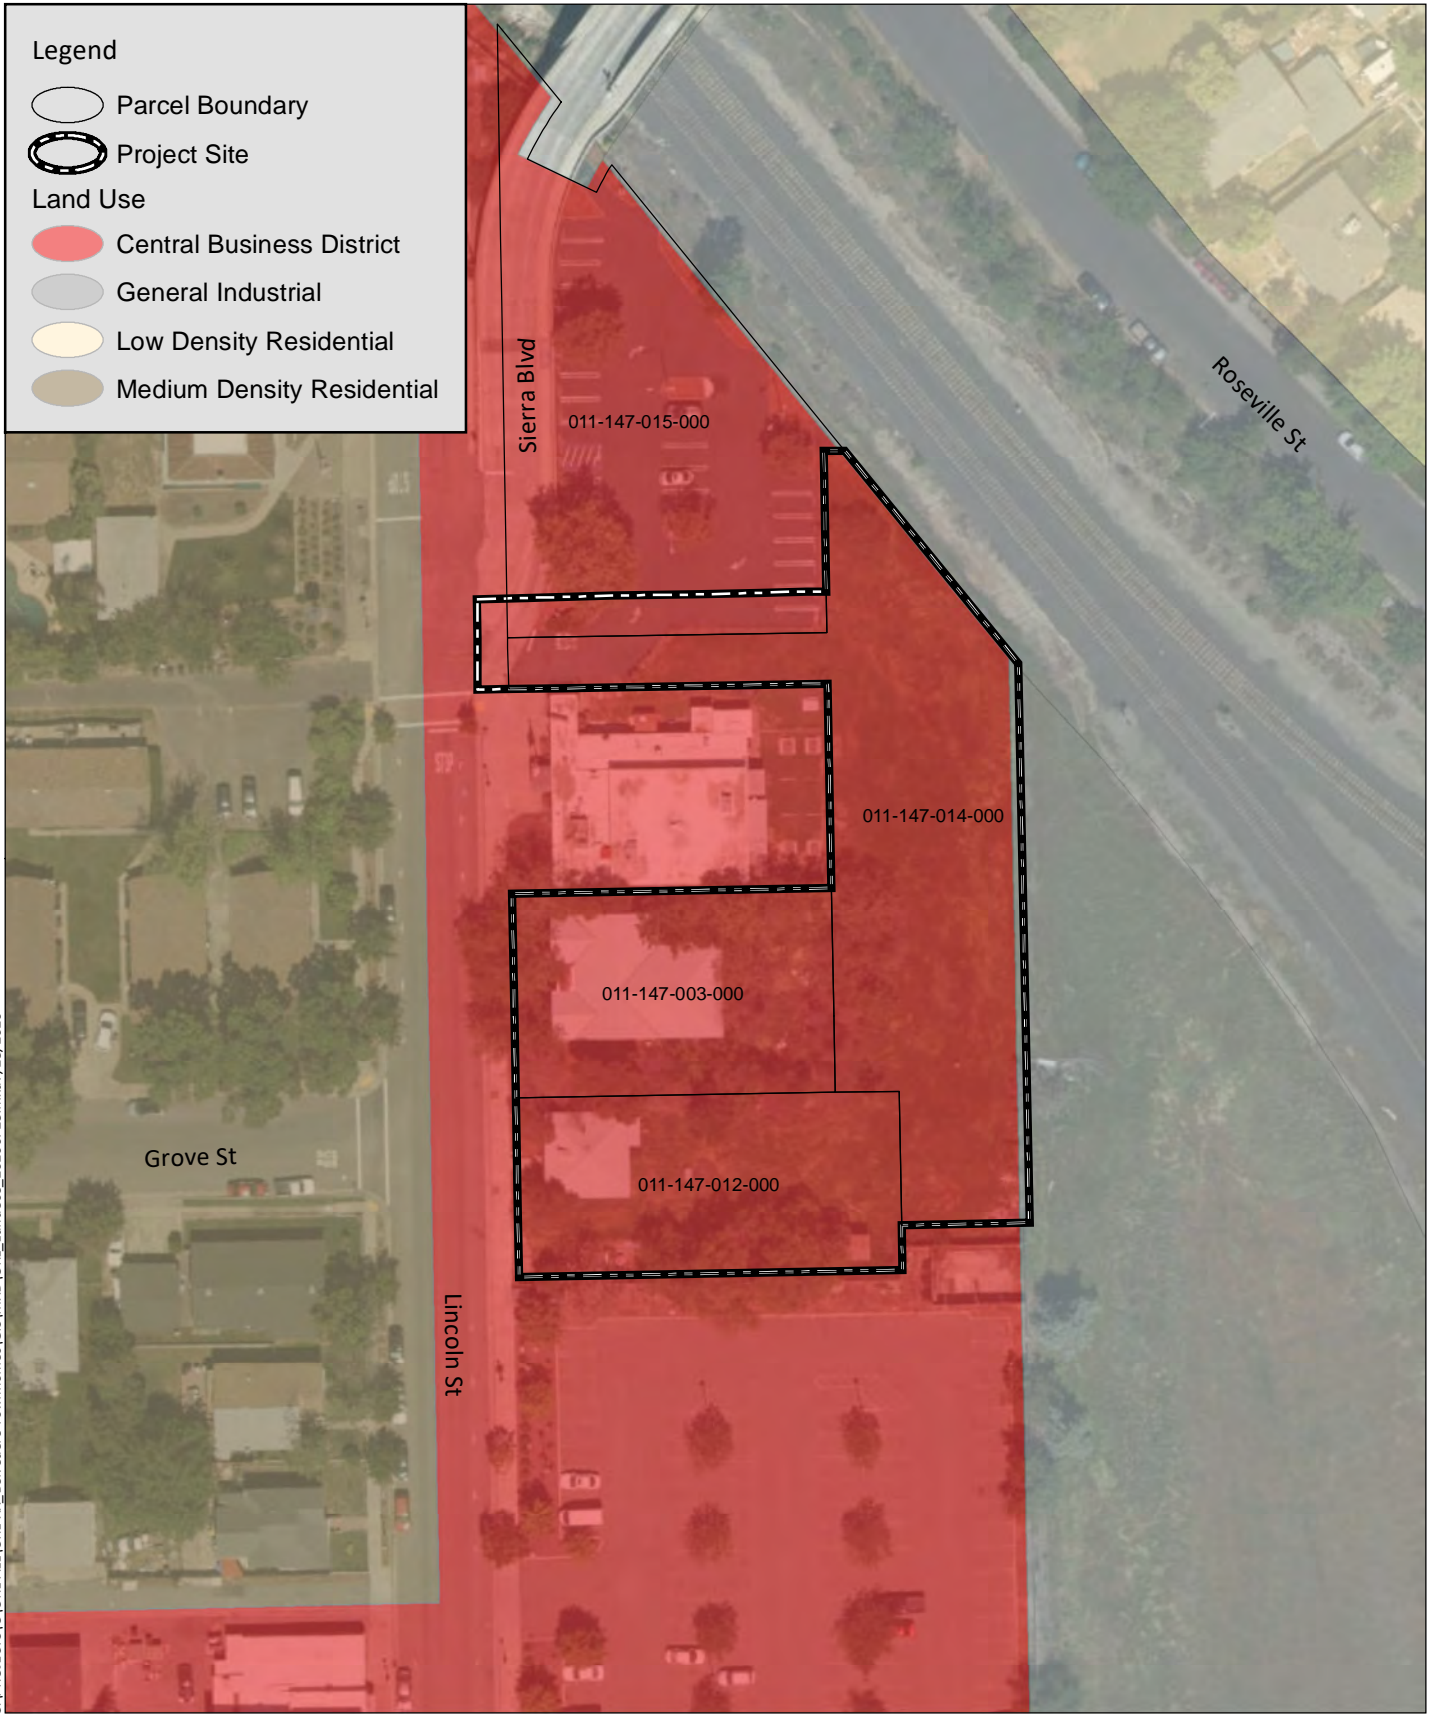 Legend
Parcel Boundary
Project Site
Land Use
Central Business District
General Industrial
Low Density Residential
Medium Density Residential
Sierra Blvd
Roseville St
011-147-015-000
011-147-014-000
011-147-003-000
Grove St
011-147-012-000
Lincoln St